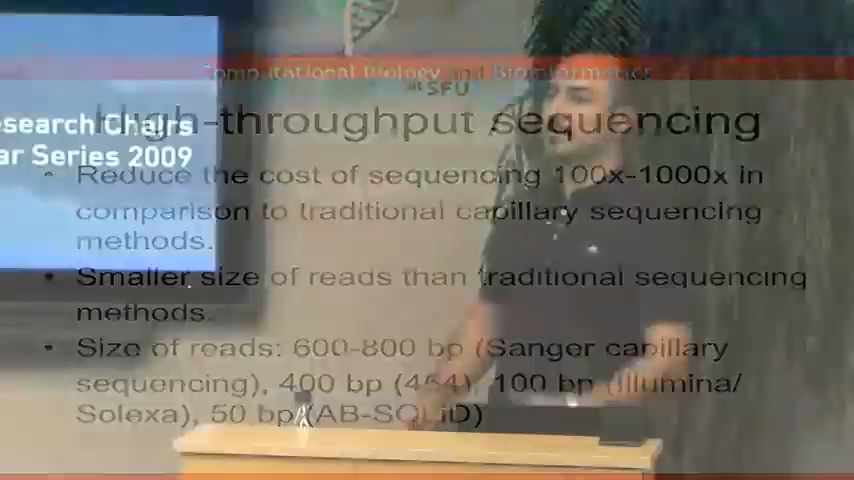 Computational Biology and Bioinformatics
at SFU
High-throughput sequencing
esearch Chairs
ar Series 2009
• Reduce the cost of sequencing 100x-1000x in
comparison to traditional capillary sequencing
methods.
• Smaller size of reads than traditional sequencing
methods.
• Size of reads: 600-800 bp (Sanger capillary
sequencing), 400 bp (454), 100 bp (Illumina/
Solexa), 50 bp (AB-SOLiD)